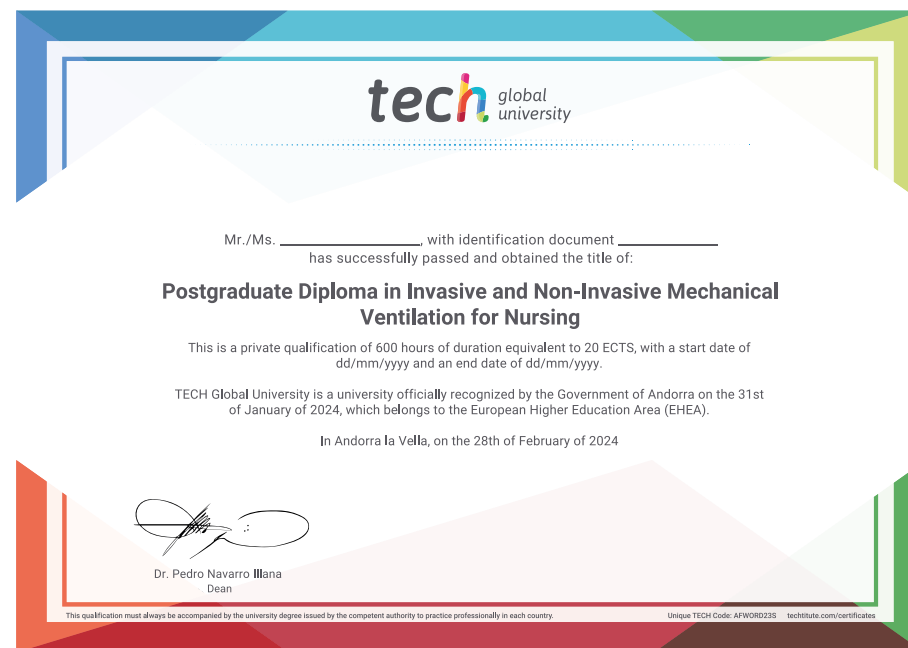 tech global
university
Mr./Ms. ____________, with identification document ____________
has successfully passed and obtained the title of:
Postgraduate Diploma in Invasive and Non-Invasive Mechanical
Ventilation for Nursing
This is a private qualification of 600 hours of duration equivalent to 20 ECTS, with a start date of
dd/mm/yyyy and an end date of dd/mm/yyyy.
TECH Global University is a university officially recognized by the Government of Andorra on the 31st
of January of 2024, which belongs to the European Higher Education Area (EHEA).
In Andorra la Vella, on the 28th of February of 2024
Dr. Pedro Navarro Illana
Dean
This qualification must always be accompanied by the university degree issued by the competent authority to practice professionally in each country.
Unique TECH Code: AFWORD23S techtitute.com/certificates